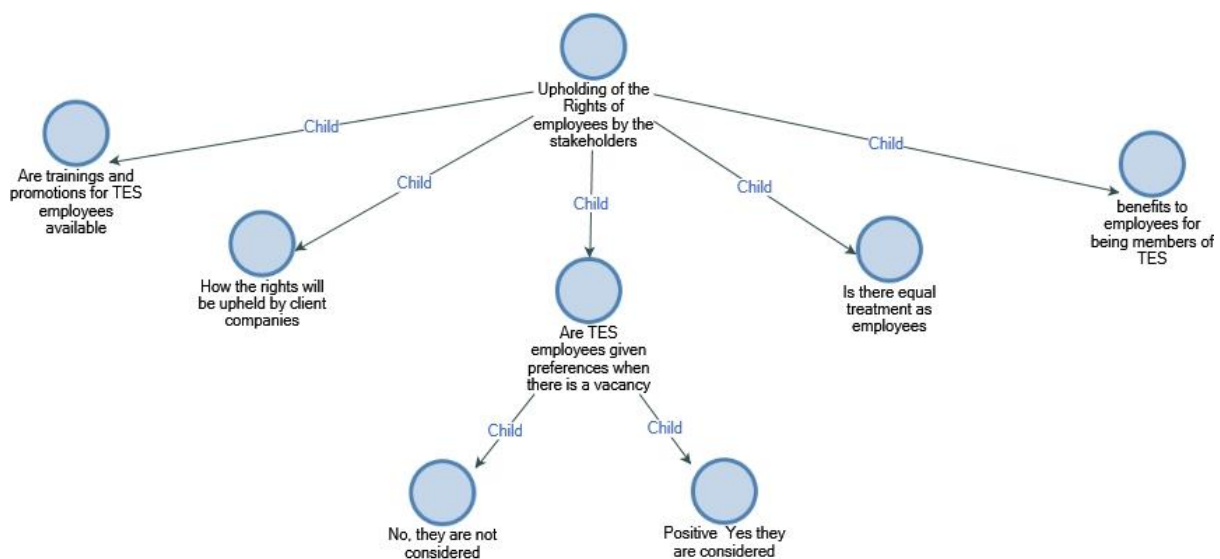 Upholding of the
Rights of
employees by the
stakeholders
Child
Child
Child
Child
Child
Are trainings and
promotions for TES
employees
available
How the rights will
be upheld by client
companies
Are TES
employees given
preferences when
there is a vacancy
Is there equal
treatment as
employees
benefits to
employees for
being members of
TES
Child
Child
No, they are not
considered
Positive Yes they
are considered